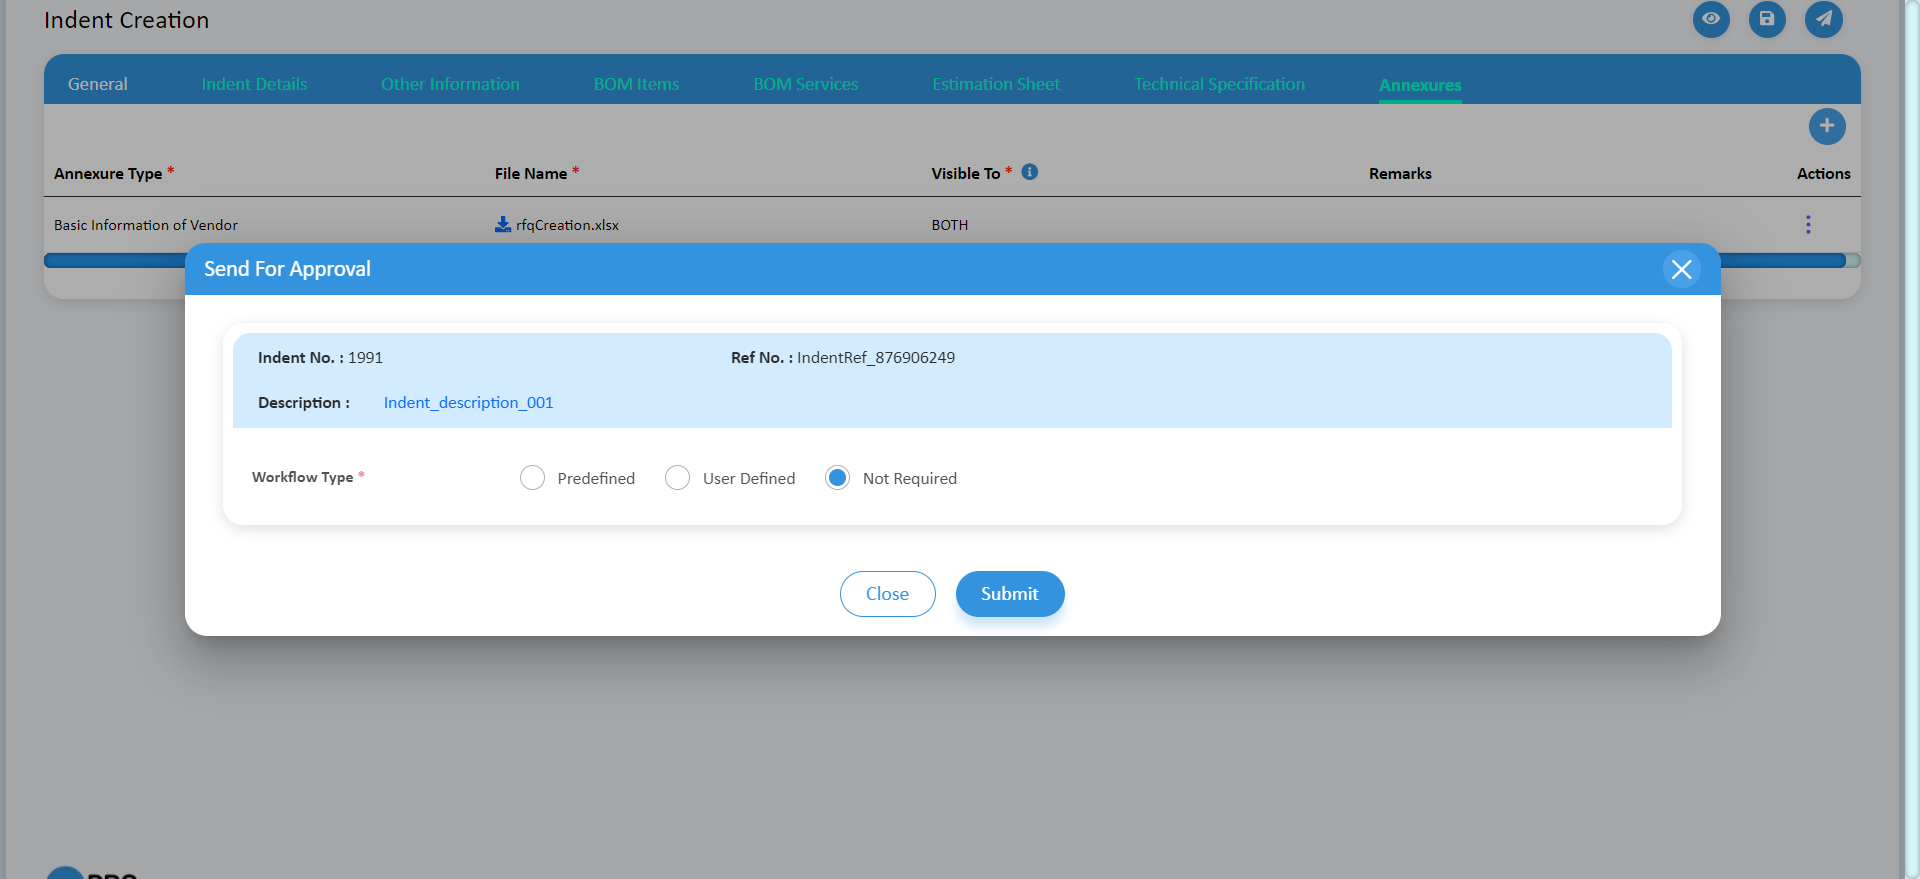 Indent Creation
General Indent Details Other Information BOM Items BOM Services Estimation Sheet Technical Specification Annexures
Annexure Type * File Name * Visible To * Remarks Actions
Basic Information of Vendor rfqCreation.xlsx BOTH
Send For Approval
Indent No. : 1991 Ref No. : IndentRef_876906249
Description : Indent_description_001
Workflow Type * Predefined User Defined Not Required
Close Submit